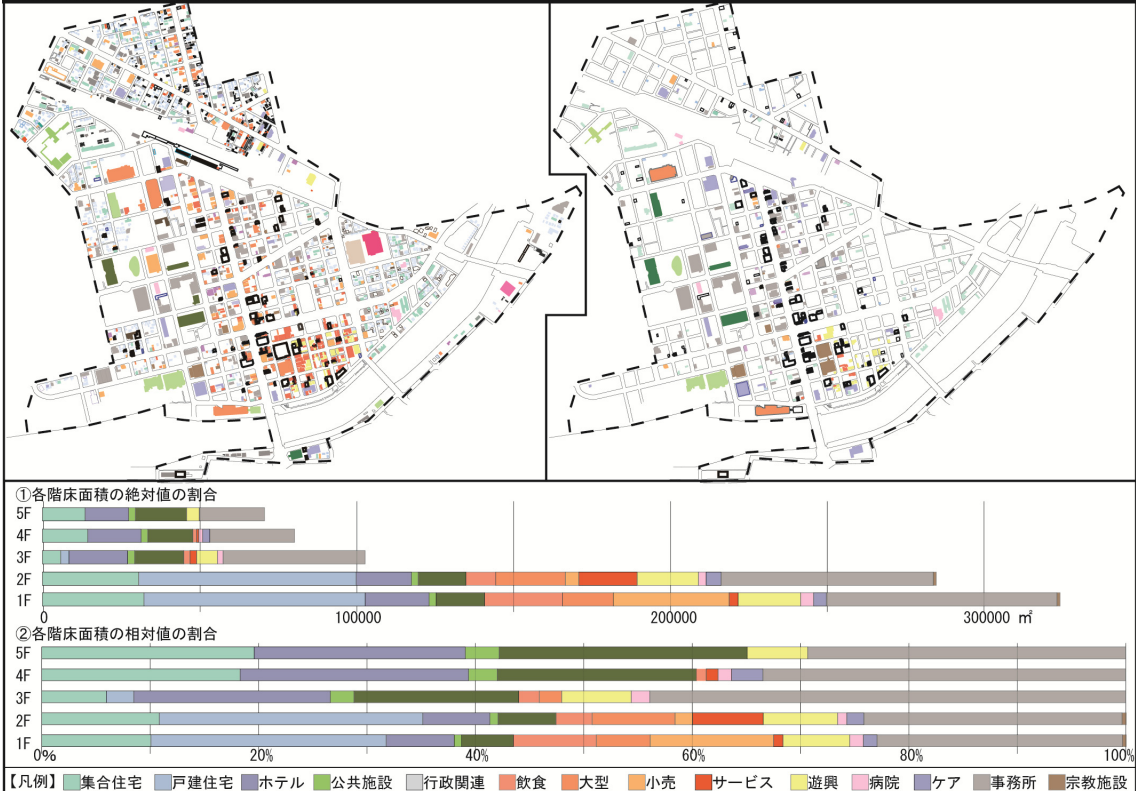 ①各階床面積の絶対値の割合
5F
4F
3F
2F
1F
0 100000 200000 300000 ㎡
②各階床面積の相対値の割合
5F
4F
3F
2F
1F
0% 20% 40% 60% 80% 100%
【凡例】 集合住宅 戸建住宅 ホテル 公共施設 行政関連 飲食 大型 小売 サービス 遊興 病院 ケア 事務所 宗教施設